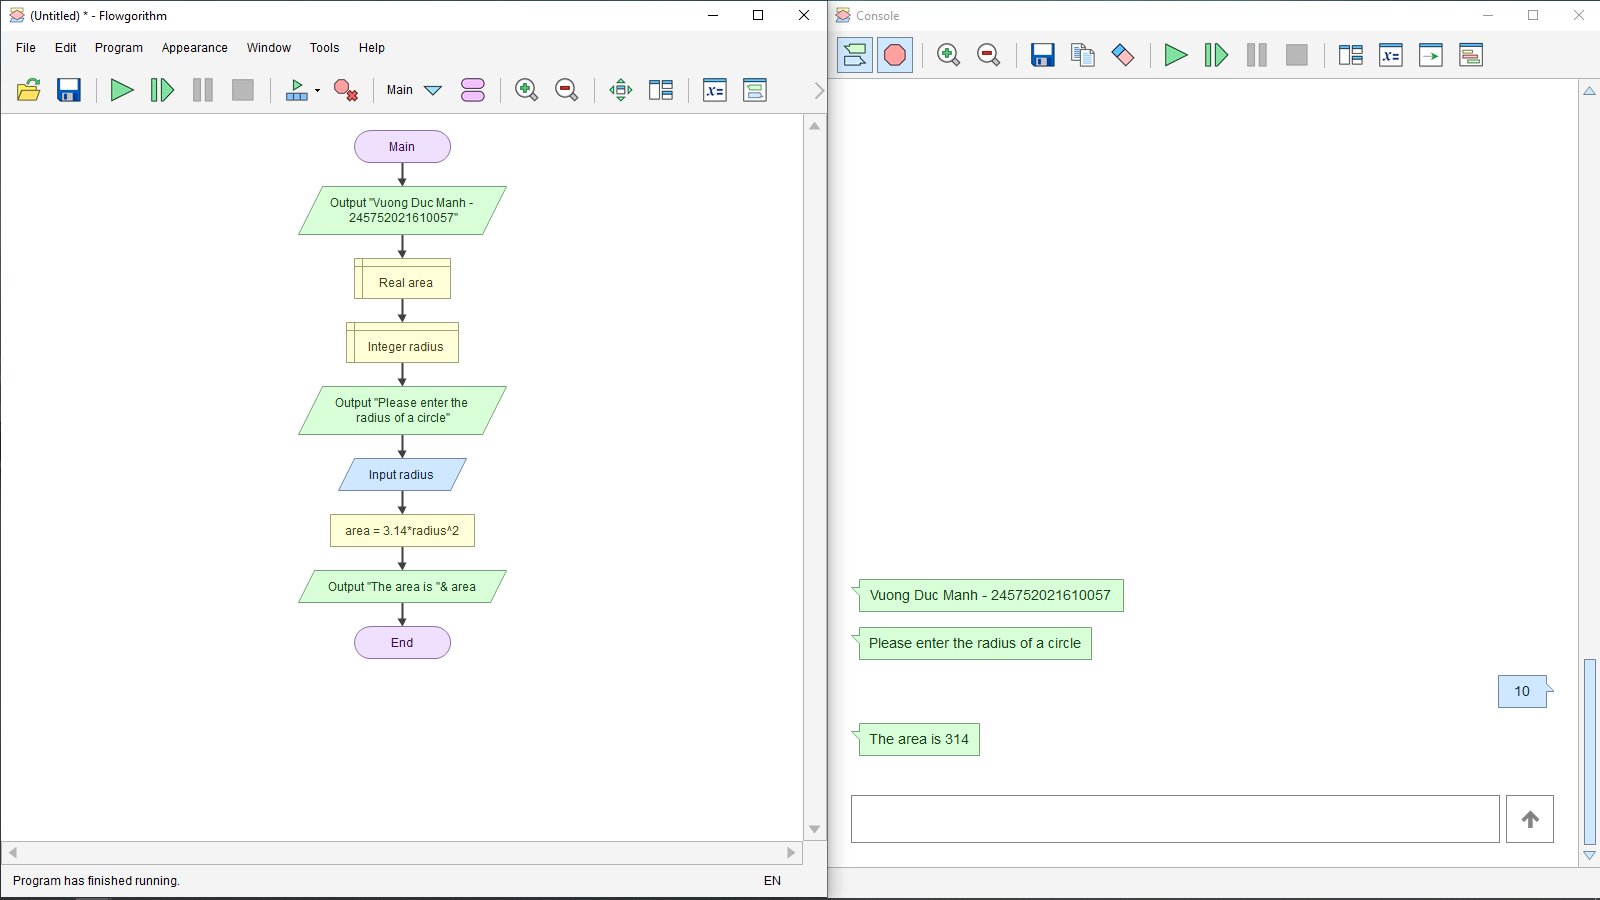 (Untitled) * - Flowgorithm
File Edit Program Appearance Window Tools Help
Main
x=
Main
Output "Vuong Duc Manh -
245752021610057"
Real area
Integer radius
Output "Please enter the
radius of a circle"
Input radius
area = 3.14*radius^2
Output "The area is "& area
End
Program has finished running.
EN
Console
x=
Vuong Duc Manh - 245752021610057
Please enter the radius of a circle
10
The area is 314